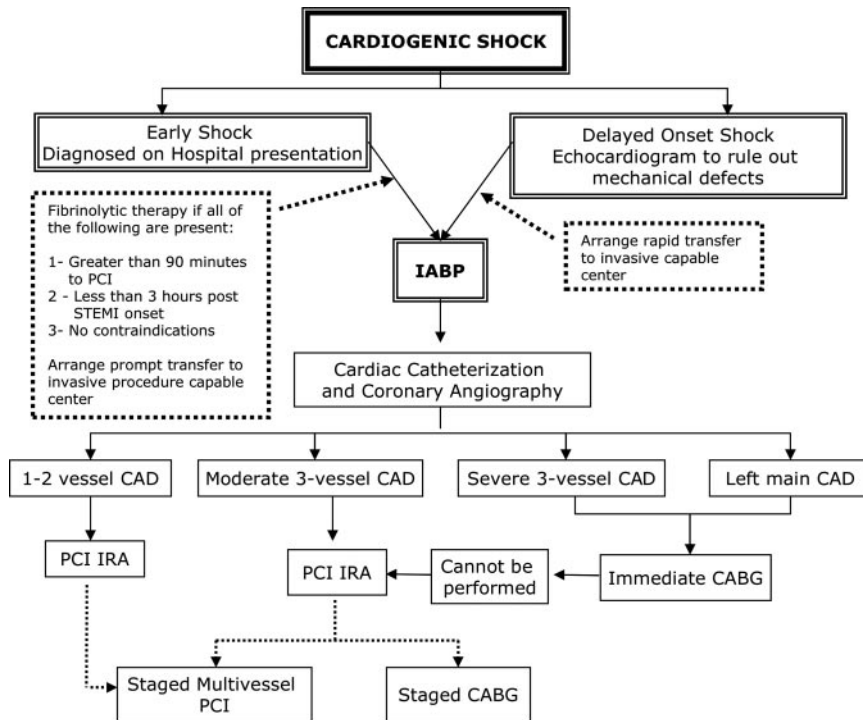 CARDIOGENIC SHOCK
Early Shock
Diagnosed on Hospital presentation
Delayed Onset Shock
Echocardiogram to rule out
mechanical defects
Fibrinolytic therapy if all of
the following are present:
1- Greater than 90 minutes
to PCI
2 - Less than 3 hours post
STEMI onset
3- No contraindications
Arrange prompt transfer to
invasive procedure capable
center
Arrange rapid transfer
to invasive capable
center
IABP
Cardiac Catheterization
and Coronary Angiography
1-2 vessel CAD
Moderate 3-vessel CAD
Severe 3-vessel CAD
Left main CAD
PCI IRA
PCI IRA
Cannot be
performed
Immediate CABG
Staged Multivessel
PCI
Staged CABG